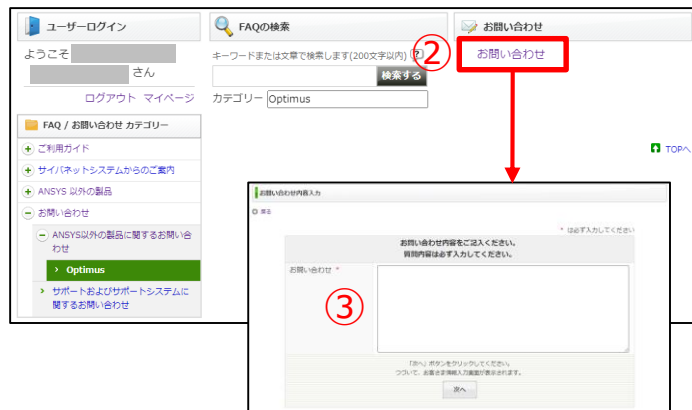 ユーザーログイン
ようこそ
さん
ログアウト マイページ
FAQの検索
キーワードまたは文章で検索します(200文字以内) ?
検索する
カテゴリー Optimus
お問い合わせ
②
お問い合わせ
FAQ / お問い合わせ カテゴリー
ご利用ガイド
サイバネットシステムからのご案内
ANSYS 以外の製品
お問い合わせ
ANSYS以外の製品に関するお問い合
わせ
Optimus
サポートおよびサポートシステムに
関するお問い合わせ
TOPへ
お問い合わせ内容入力
戻る
* は必ず入力してください
お問い合わせ内容をご記入ください。
質問内容は必ず入力してください。
お問い合わせ *
③
「次へ」ボタンをクリックしてください。
つづいて、お客さま情報入力画面が表示されます。
次へ